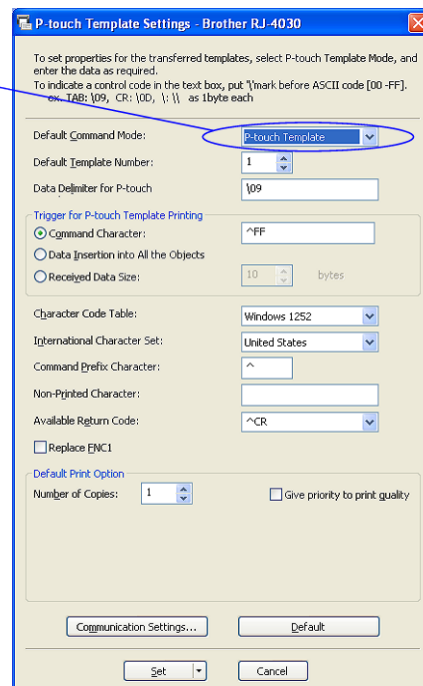 P-touch Template Settings - Brother RJ-4030
To set properties for the transferred templates, select P-touch Template Mode, and
enter the data as required.
To indicate a control code in the text box, put "\"mark before ASCII code [00 -FF].
ex. TAB: \09, CR: \0D, \: \\ as 1byte each
Default Command Mode: P-touch Template
Default Template Number: 1
Data Delimiter for P-touch \09
Trigger for P-touch Template Printing
Command Character: ^FF
Data Insertion into All the Objects
Received Data Size: 10 bytes
Character Code Table: Windows 1252
International Character Set: United States
Command Prefix Character: ^
Non-Printed Character:
Available Return Code: ^CR
Replace FNC1
Default Print Option
Number of Copies: 1 Give priority to print quality
Communication Settings... Default
Set Cancel